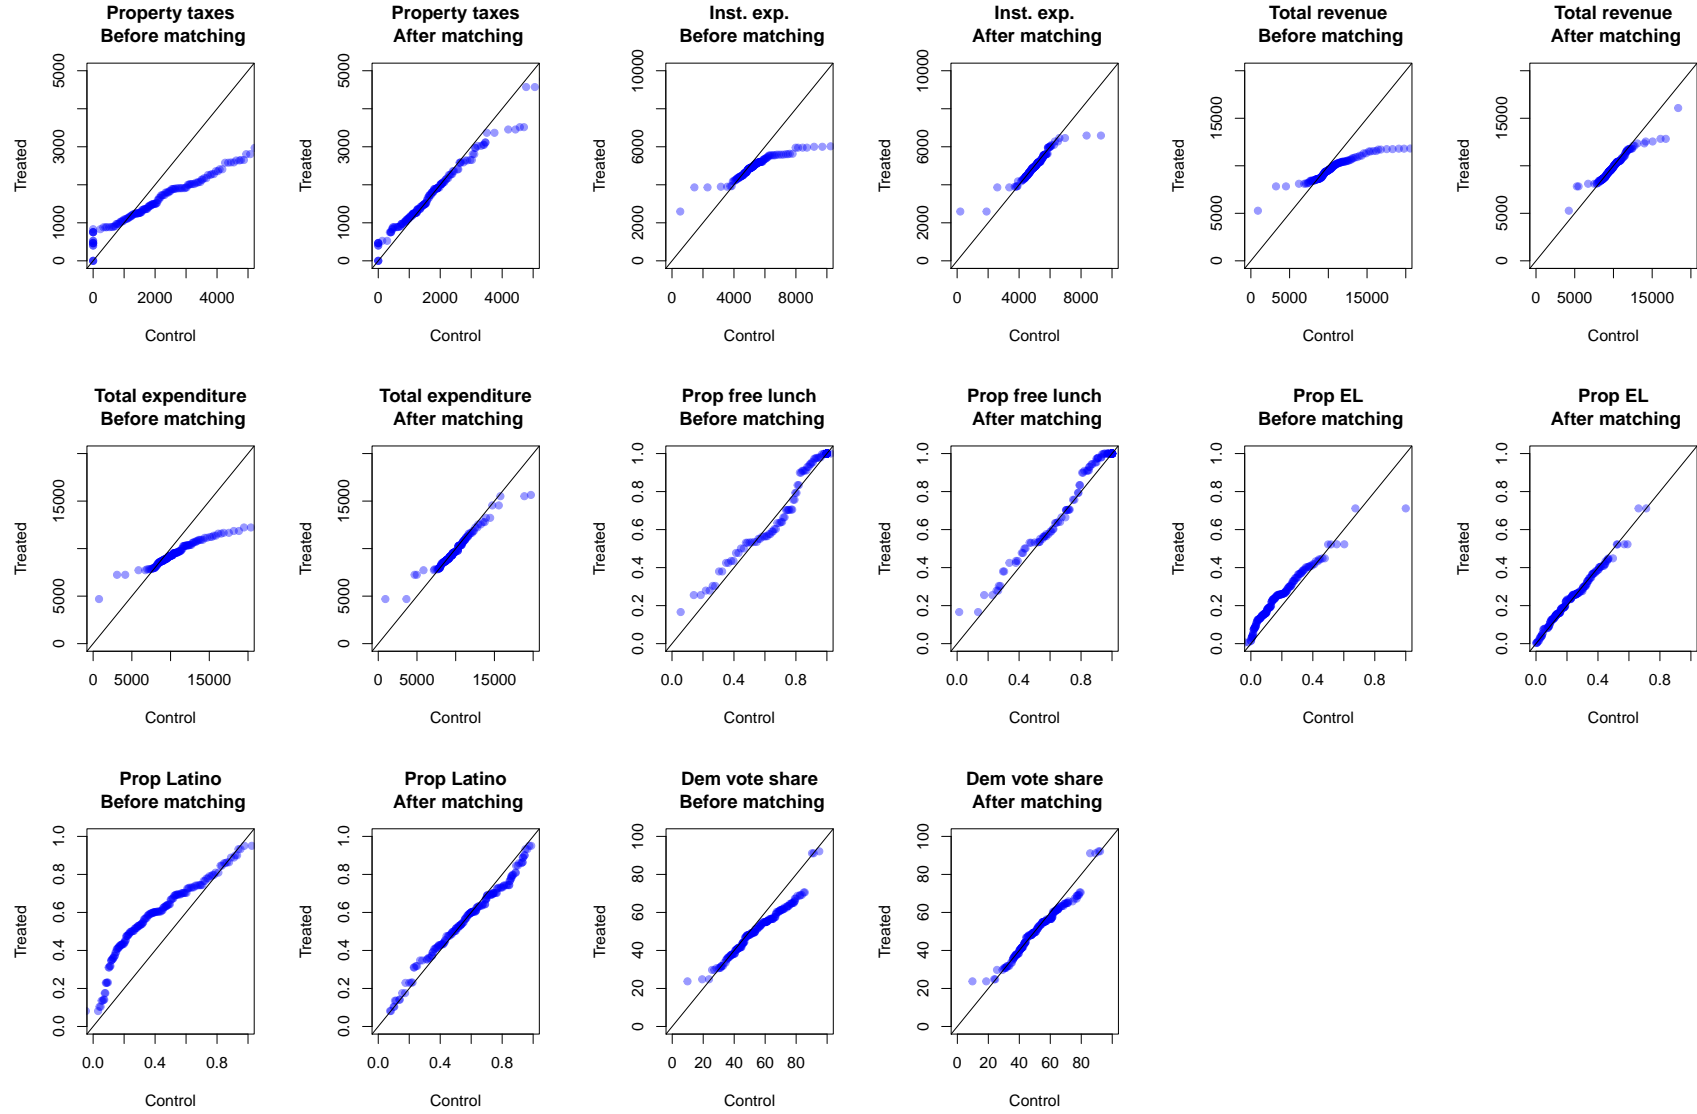 Property taxes
Before matching
Property taxes
After matching
Inst. exp.
Before matching
Inst. exp.
After matching
Total revenue
Before matching
Total revenue
After matching
Treated
0 1000 3000 5000
0 2000 4000
Control
Treated
0 1000 3000 5000
0 2000 4000
Control
Treated
0 2000 6000 10000
0 4000 8000
Control
Treated
0 2000 6000 10000
0 4000 8000
Control
Treated
0 5000 15000
0 5000 15000
Control
Treated
0 5000 15000
0 5000 15000
Control
Total expenditure
Before matching
Total expenditure
After matching
Prop free lunch
Before matching
Prop free lunch
After matching
Prop EL
Before matching
Prop EL
After matching
Treated
0 5000 15000
0 5000 15000
Control
Treated
0 5000 15000
0 5000 15000
Control
Treated
0.0 0.2 0.4 0.6 0.8 1.0
0.0 0.4 0.8
Control
Treated
0.0 0.2 0.4 0.6 0.8 1.0
0.0 0.4 0.8
Control
Treated
0.0 0.2 0.4 0.6 0.8 1.0
0.0 0.4 0.8
Control
Treated
0.0 0.2 0.4 0.6 0.8 1.0
0.0 0.4 0.8
Control
Prop Latino
Before matching
Prop Latino
After matching
Dem vote share
Before matching
Dem vote share
After matching
Treated
0.0 0.2 0.4 0.6 0.8 1.0
0.0 0.4 0.8
Control
Treated
0.0 0.2 0.4 0.6 0.8 1.0
0.0 0.4 0.8
Control
Treated
0 20 40 60 80 100
0 20 40 60 80
Control
Treated
0 20 40 60 80 100
0 20 40 60 80
Control